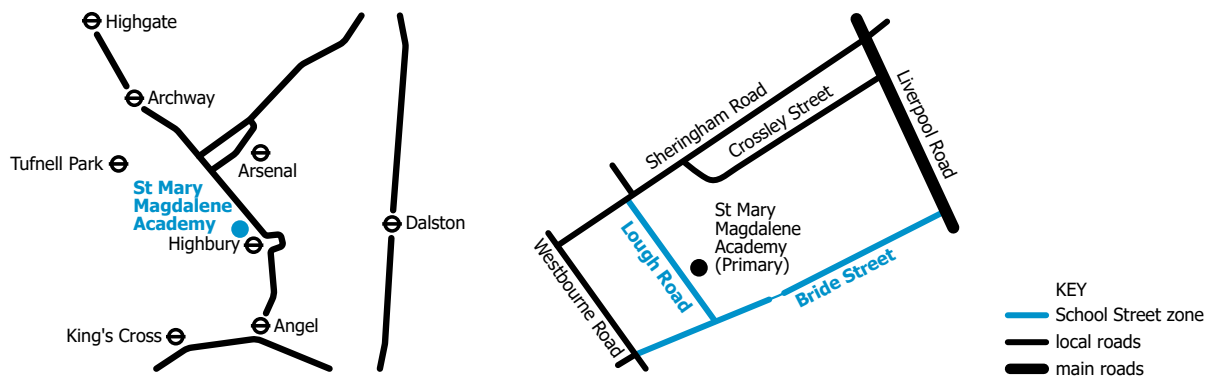 Highgate
Archway
Tufnell Park
Arsenal
St Mary
Magdalene
Academy
Highbury
Dalston
King's Cross
Angel
Sheringham Road
Crossley Street
Liverpool Road
St Mary
Magdalene
Academy
(Primary)
Lough Road
Westbourne Road
Bride Street
KEY
School Street zone
local roads
main roads